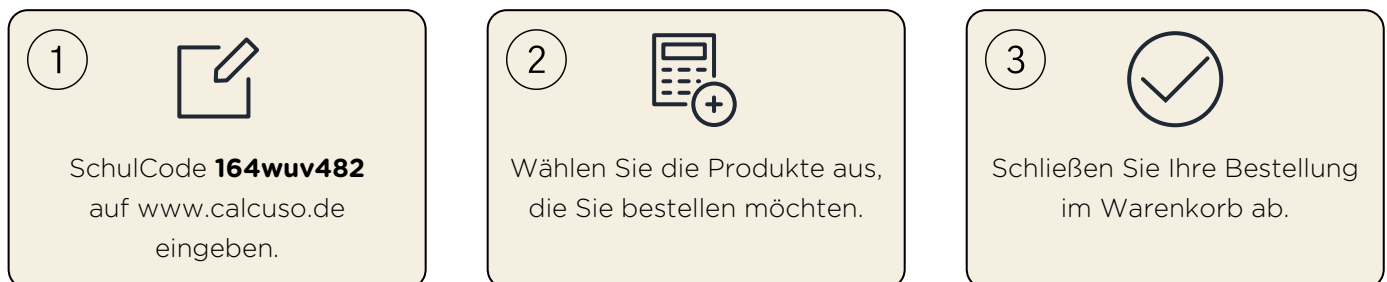 1
SchulCode 164wuv482
auf www.calcuso.de
eingeben.
2
Wählen Sie die Produkte aus,
die Sie bestellen möchten.
3
Schließen Sie Ihre Bestellung
im Warenkorb ab.